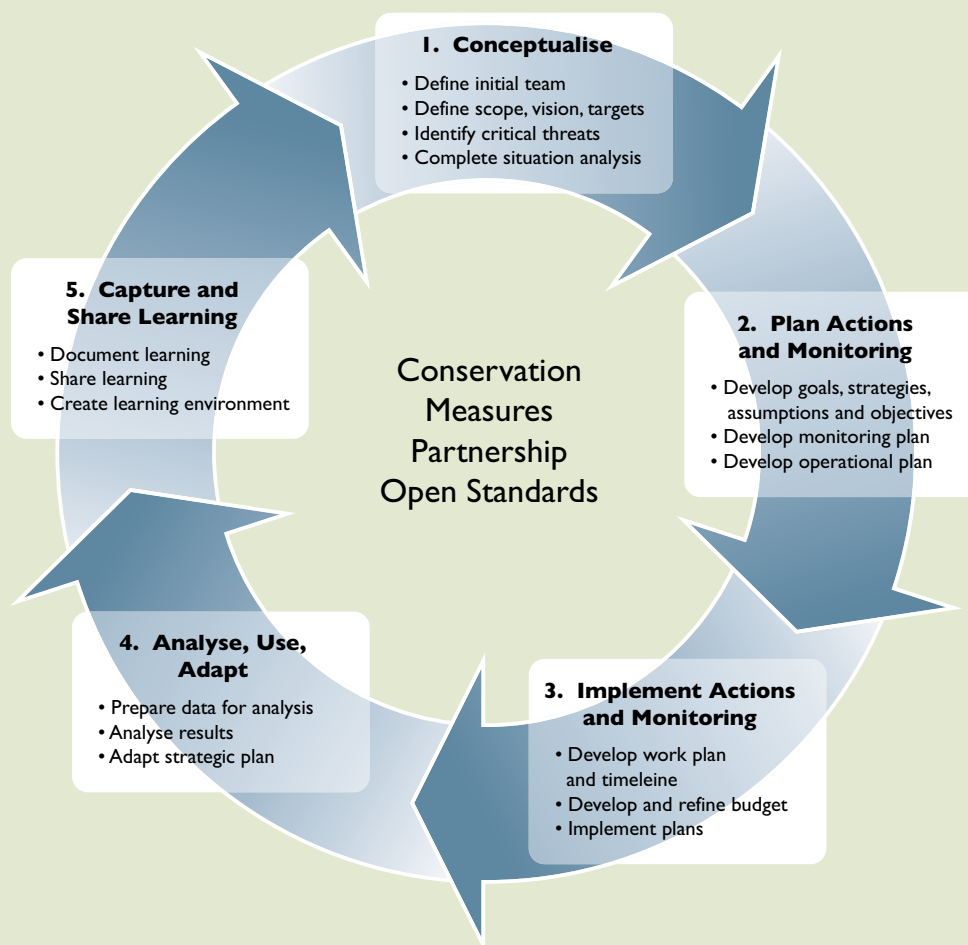 1. Conceptualise
• Define initial team
• Define scope, vision, targets
• Identify critical threats
• Complete situation analysis
2. Plan Actions
and Monitoring
• Develop goals, strategies,
assumptions and objectives
• Develop monitoring plan
• Develop operational plan
3. Implement Actions
and Monitoring
• Develop work plan
and timeleine
• Develop and refine budget
• Implement plans
4. Analyse, Use,
Adapt
• Prepare data for analysis
• Analyse results
• Adapt strategic plan
5. Capture and
Share Learning
• Document learning
• Share learning
• Create learning environment
Conservation
Measures
Partnership
Open Standards